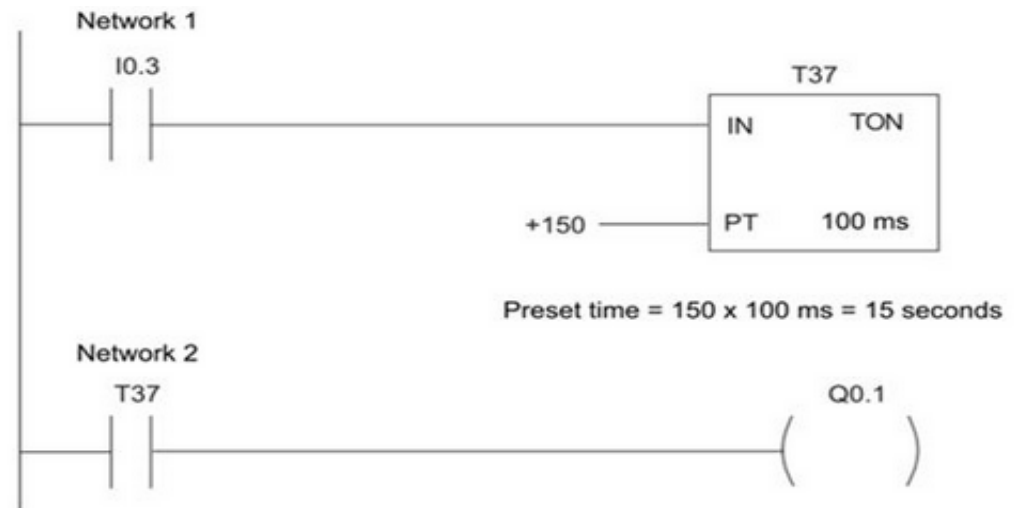 Network 1
I0.3
T37
IN TON
+150 PT 100 ms
Preset time = 150 x 100 ms = 15 seconds
Network 2
T37
Q0.1